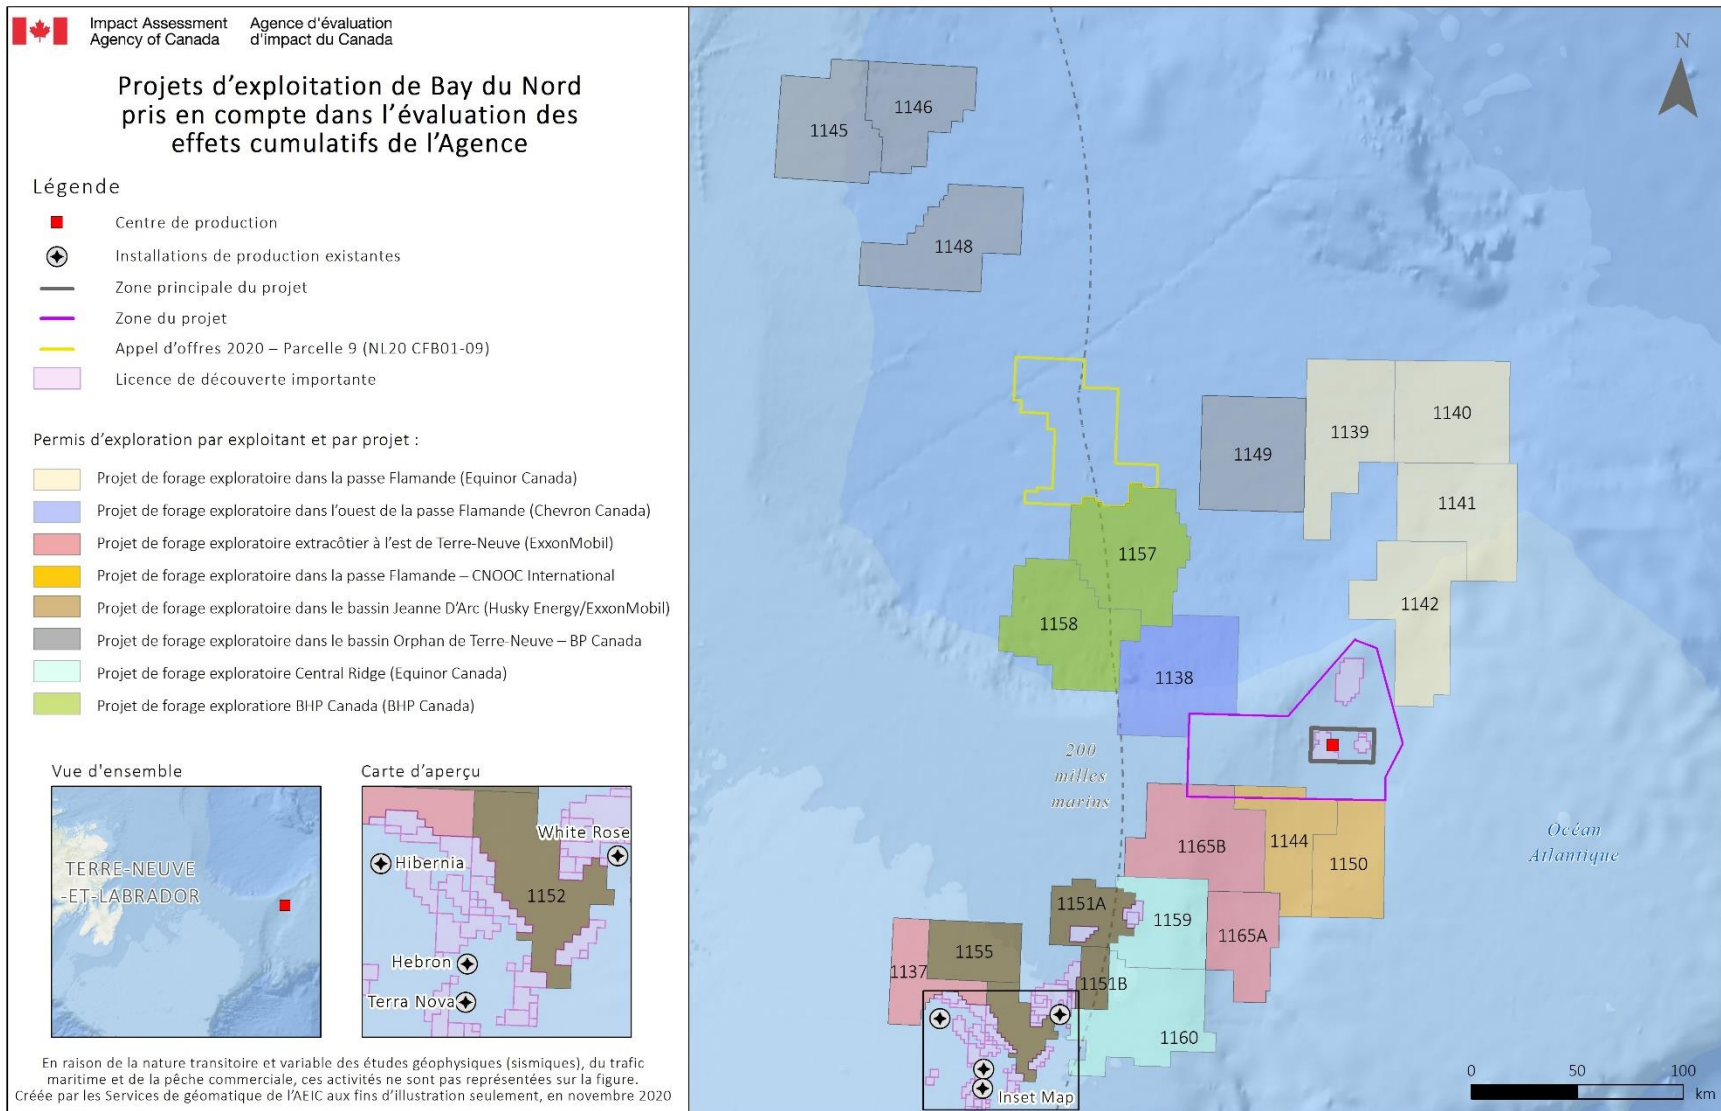 Impact Assessment
Agency of Canada
Agence d'évaluation
d'impact du Canada
Projets d'exploitation de Bay du Nord
pris en compte dans l'évaluation des
effets cumulatifs de l'Agence
Légende
Centre de production
Installations de production existantes
Zone principale du projet
Zone du projet
Appel d'offres 2020 – Parcelle 9 (NL20 CFB01-09)
Licence de découverte importante
Permis d'exploration par exploitant et par projet :
Projet de forage exploratoire dans la passe Flamande (Equinor Canada)
Projet de forage exploratoire dans l'ouest de la passe Flamande (Chevron Canada)
Projet de forage exploratoire extracôtier à l'est de Terre-Neuve (ExxonMobil)
Projet de forage exploratoire dans la passe Flamande – CNOOC International
Projet de forage exploratoire dans le bassin Jeanne D'Arc (Husky Energy/ExxonMobil)
Projet de forage exploratoire dans le bassin Orphan de Terre-Neuve – BP Canada
Projet de forage exploratoire Central Ridge (Equinor Canada)
Projet de forage exploratiore BHP Canada (BHP Canada)
Vue d'ensemble
TERRE-NEUVE
-ET-LABRADOR
Carte d'aperçu
White Rose
Hibernia
1152
Hebron
Terra Nova
En raison de la nature transitoire et variable des études géophysiques (sismiques), du trafic
maritime et de la pêche commerciale, ces activités ne sont pas représentées sur la figure.
Créée par les Services de géomatique de l'AEIC aux fins d'illustration seulement, en novembre 2020
N
1146
1145
1148
1140
1139
1149
1141
1157
1142
1158
1138
200
milles
marins
Océan
Atlantique
1144
1165B
1150
1151A
1159
1165A
1155
1137
1151B
1160
Inset Map
0 50 100
km